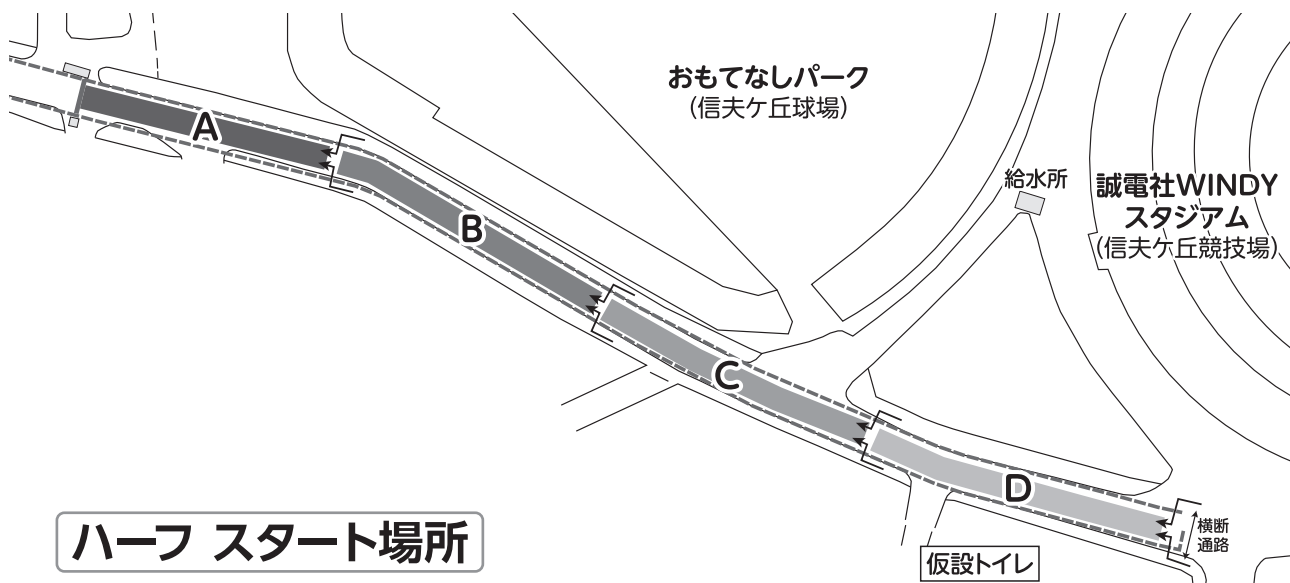 おもてなしパーク
(信夫ケ丘球場)
給水所
誠電社WINDY
スタジアム
(信夫ケ丘競技場)
A
B
C
D
横断
通路
仮設トイレ
ハーフ スタート場所